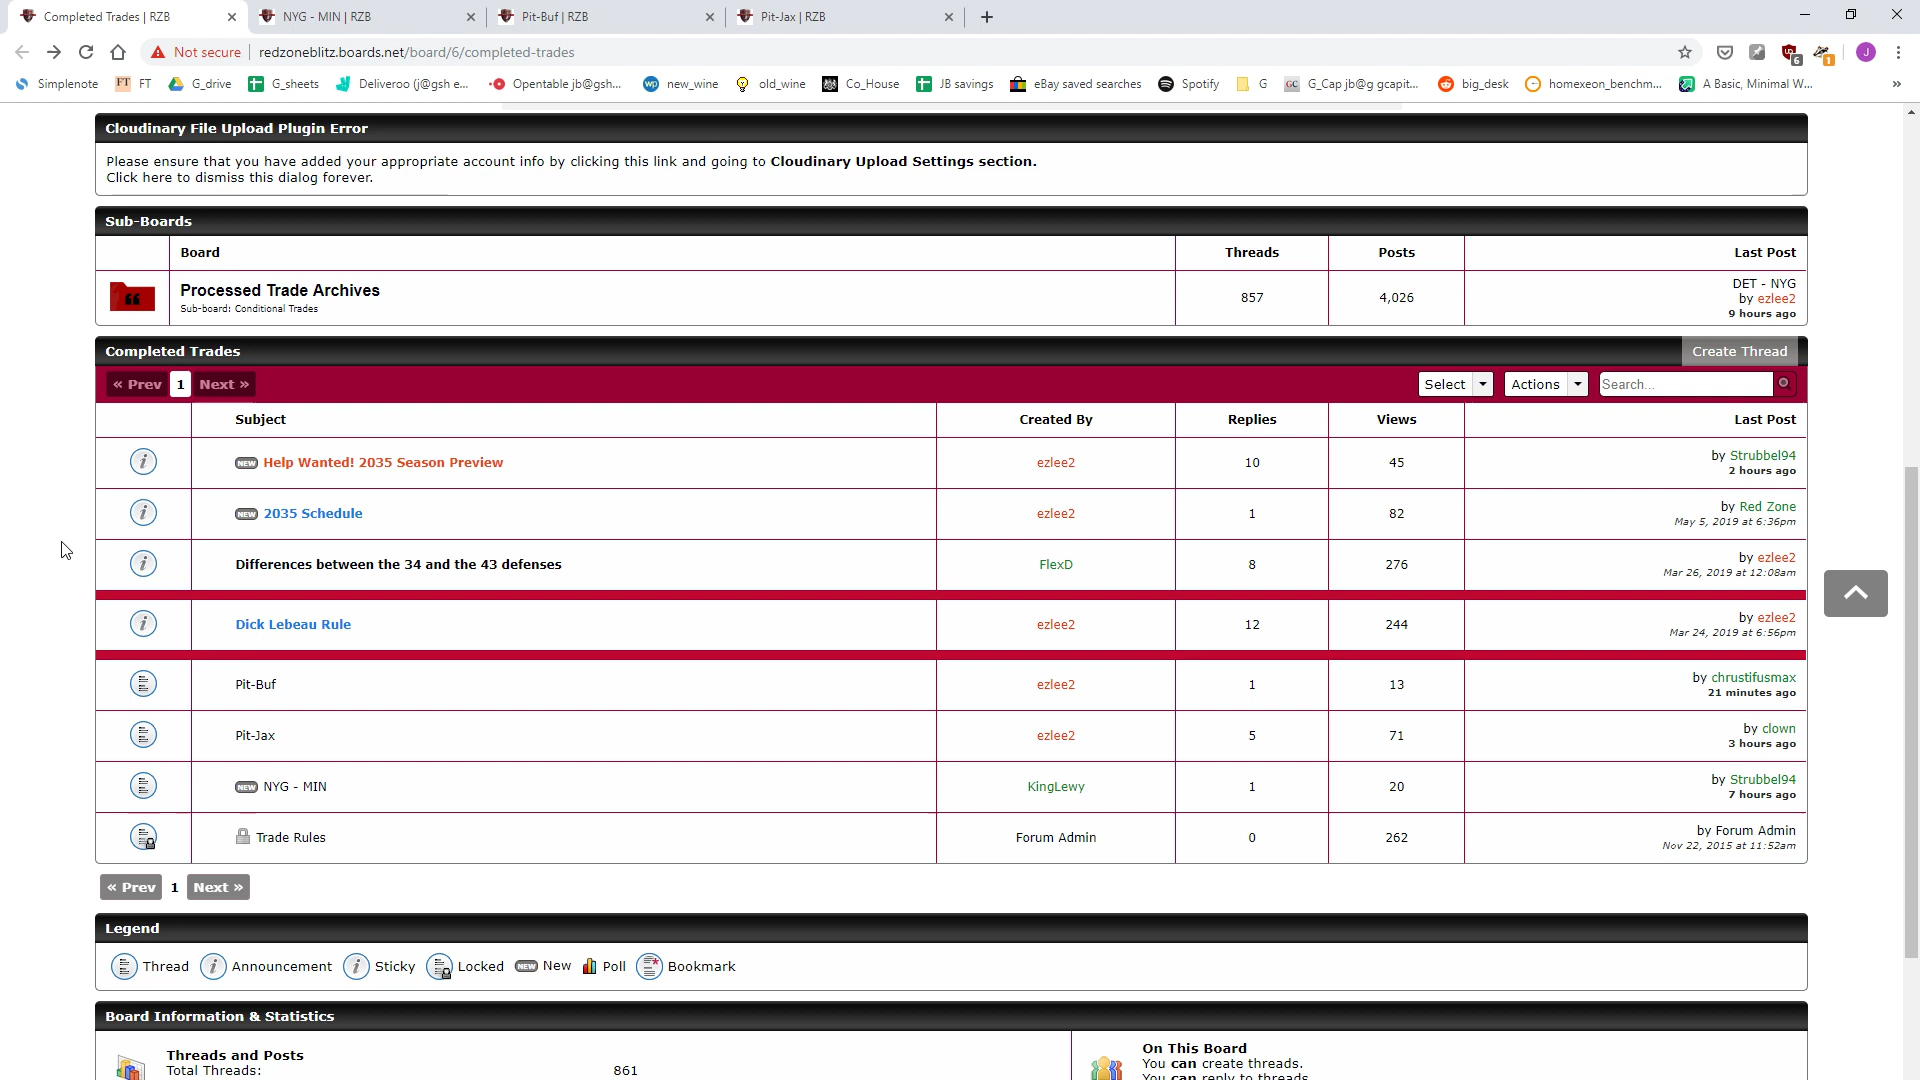 Completed Trades | RZB
NYG - MIN | RZB
Pit-Buf | RZB
Pit-Jax | RZB
Not secure
redzoneblitz.boards.net/board/6/completed-trades
6
1
J
Simplenote
FT FT
G_drive
G_sheets
Deliveroo (j@gsh e...
Opentable jb@gsh...
wp new_wine
old_wine
Co_House
JB savings
eBay saved searches
Spotify
G
GC G_Cap jb@g gcapit...
big_desk
homexeon_benchm...
A Basic, Minimal W...
»
Cloudinary File Upload Plugin Error
Please ensure that you have added your appropriate account info by clicking this link and going to Cloudinary Upload Settings section.
Click here to dismiss this dialog forever.
Sub-Boards
Board Threads Posts Last Post
Processed Trade Archives
Sub-board: Conditional Trades
857
4,026
DET - NYG
by ezlee2
9 hours ago
Completed Trades
Create Thread
« Prev 1 Next »
Select
Actions
Search...
Subject Created By Replies Views Last Post
NEW Help Wanted! 2035 Season Preview ezlee2 10 45 by Strubbel94
2 hours ago
NEW 2035 Schedule ezlee2 1 82 by Red Zone
May 5, 2019 at 6:36pm
Differences between the 34 and the 43 defenses FlexD 8 276 by ezlee2
Mar 26, 2019 at 12:08am
Dick Lebeau Rule ezlee2 12 244 by ezlee2
Mar 24, 2019 at 6:56pm
Pit-Buf ezlee2 1 13 by chrustifusmax
21 minutes ago
Pit-Jax ezlee2 5 71 by clown
3 hours ago
NEW NYG - MIN KingLewy 1 20 by Strubbel94
7 hours ago
Trade Rules Forum Admin 0 262 by Forum Admin
Nov 22, 2015 at 11:52am
« Prev 1 Next »
Legend
Thread Announcement Sticky Locked NEW New Poll Bookmark
Board Information & Statistics
Threads and Posts
Total Threads: 861
On This Board
You can create threads.
You can reply to threads.